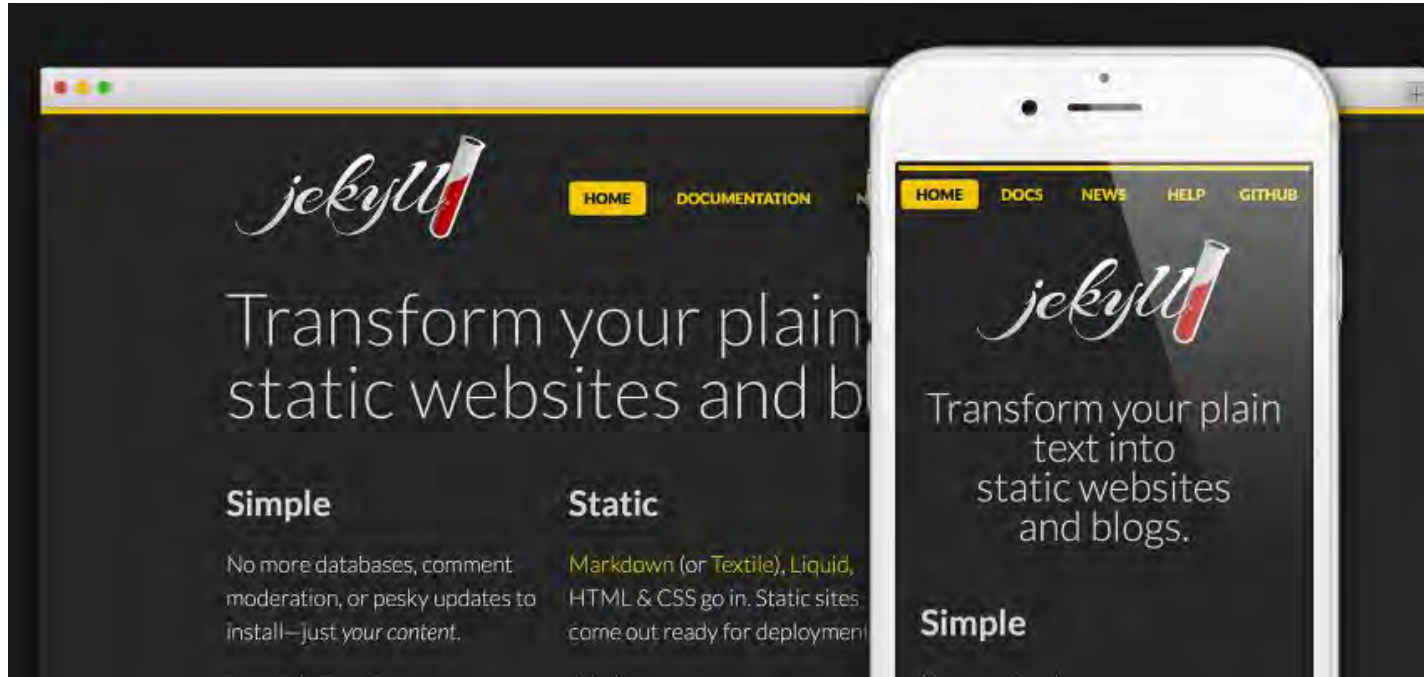 jekyll
HOME DOCUMENTATION N
Transform your plain
static websites and b
Simple
No more databases, comment
moderation, or pesky updates to
install—just your content.
Static
Markdown (or Textile), Liquid,
HTML & CSS go in. Static sites
come out ready for deployment
HOME DOCS NEWS HELP GITHUB
jekyll
Transform your plain
text into
static websites
and blogs.
Simple